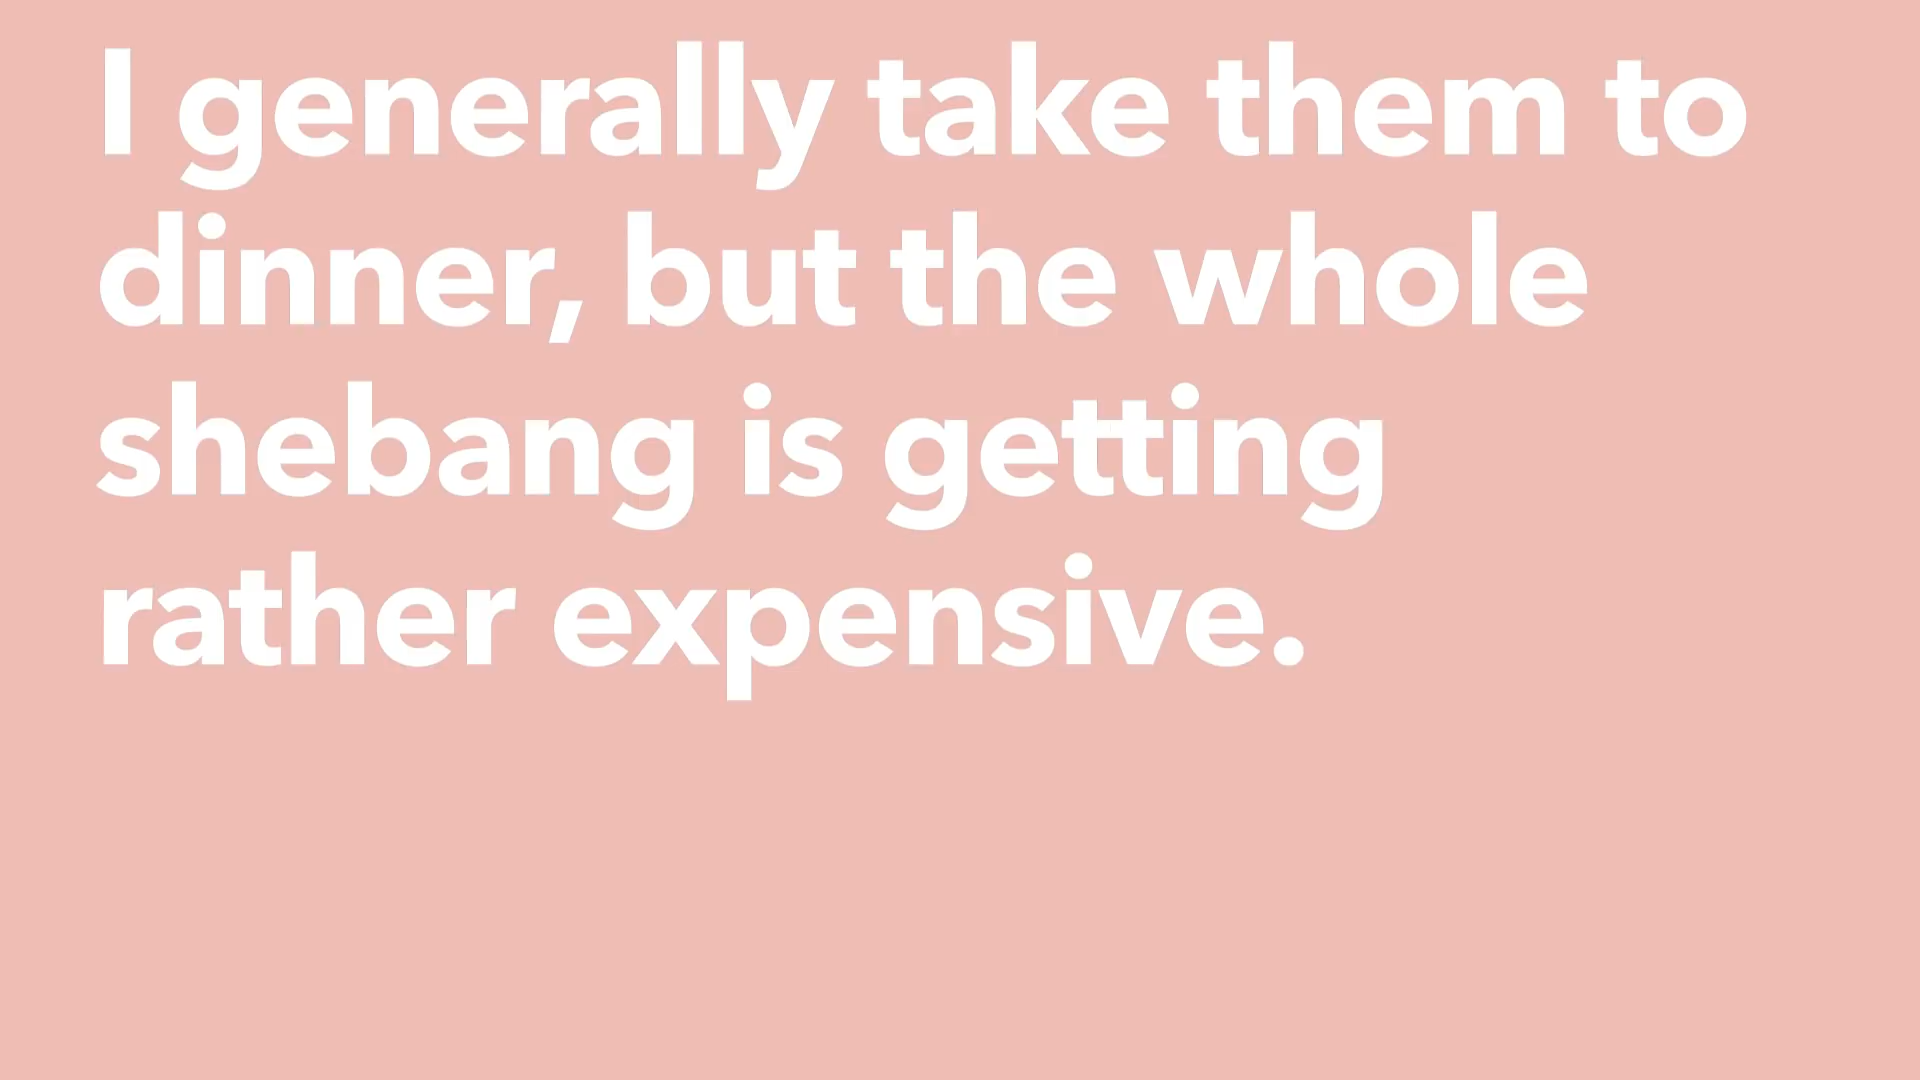 I generally take them to
dinner, but the whole
shebang is getting
rather expensive.